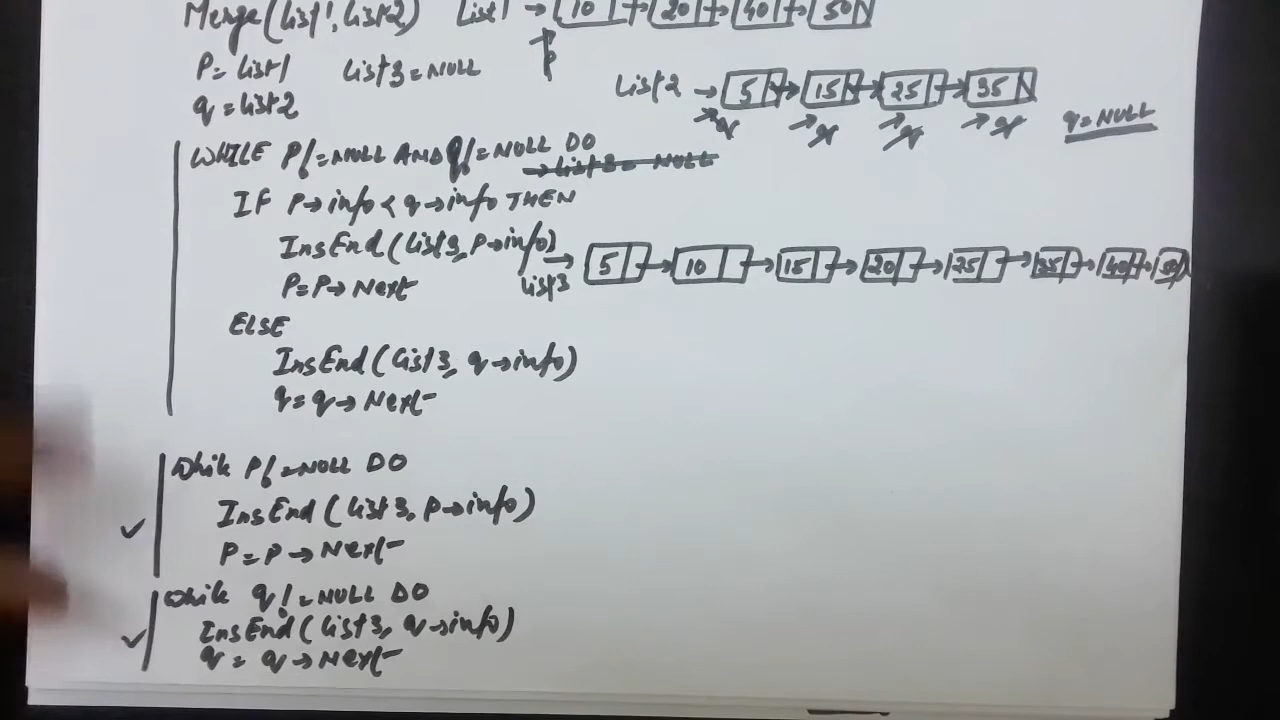 Merge(List1, List2) List1 → 10 → 20 → 40 → 50 N
P = List1 List3 = NULL P
q = List2
List2 → 5 → 15 → 25 → 35 N
q q q q q = NULL
WHILE P != NULL AND q != NULL DO
→ List3 = NULL
IF P→info < q→info THEN
InsEnd(List3, P→info)
P = P→Next
List3 → 5 → 10 → 15 → 20 → 25 → 35 → 40 → 50 N
ELSE
InsEnd(List3, q→info)
q = q→Next
While P != NULL DO
InsEnd(List3, P→info)
✓ P = P→Next
While q != NULL DO
✓ InsEnd(List3, q→info)
q = q→Next